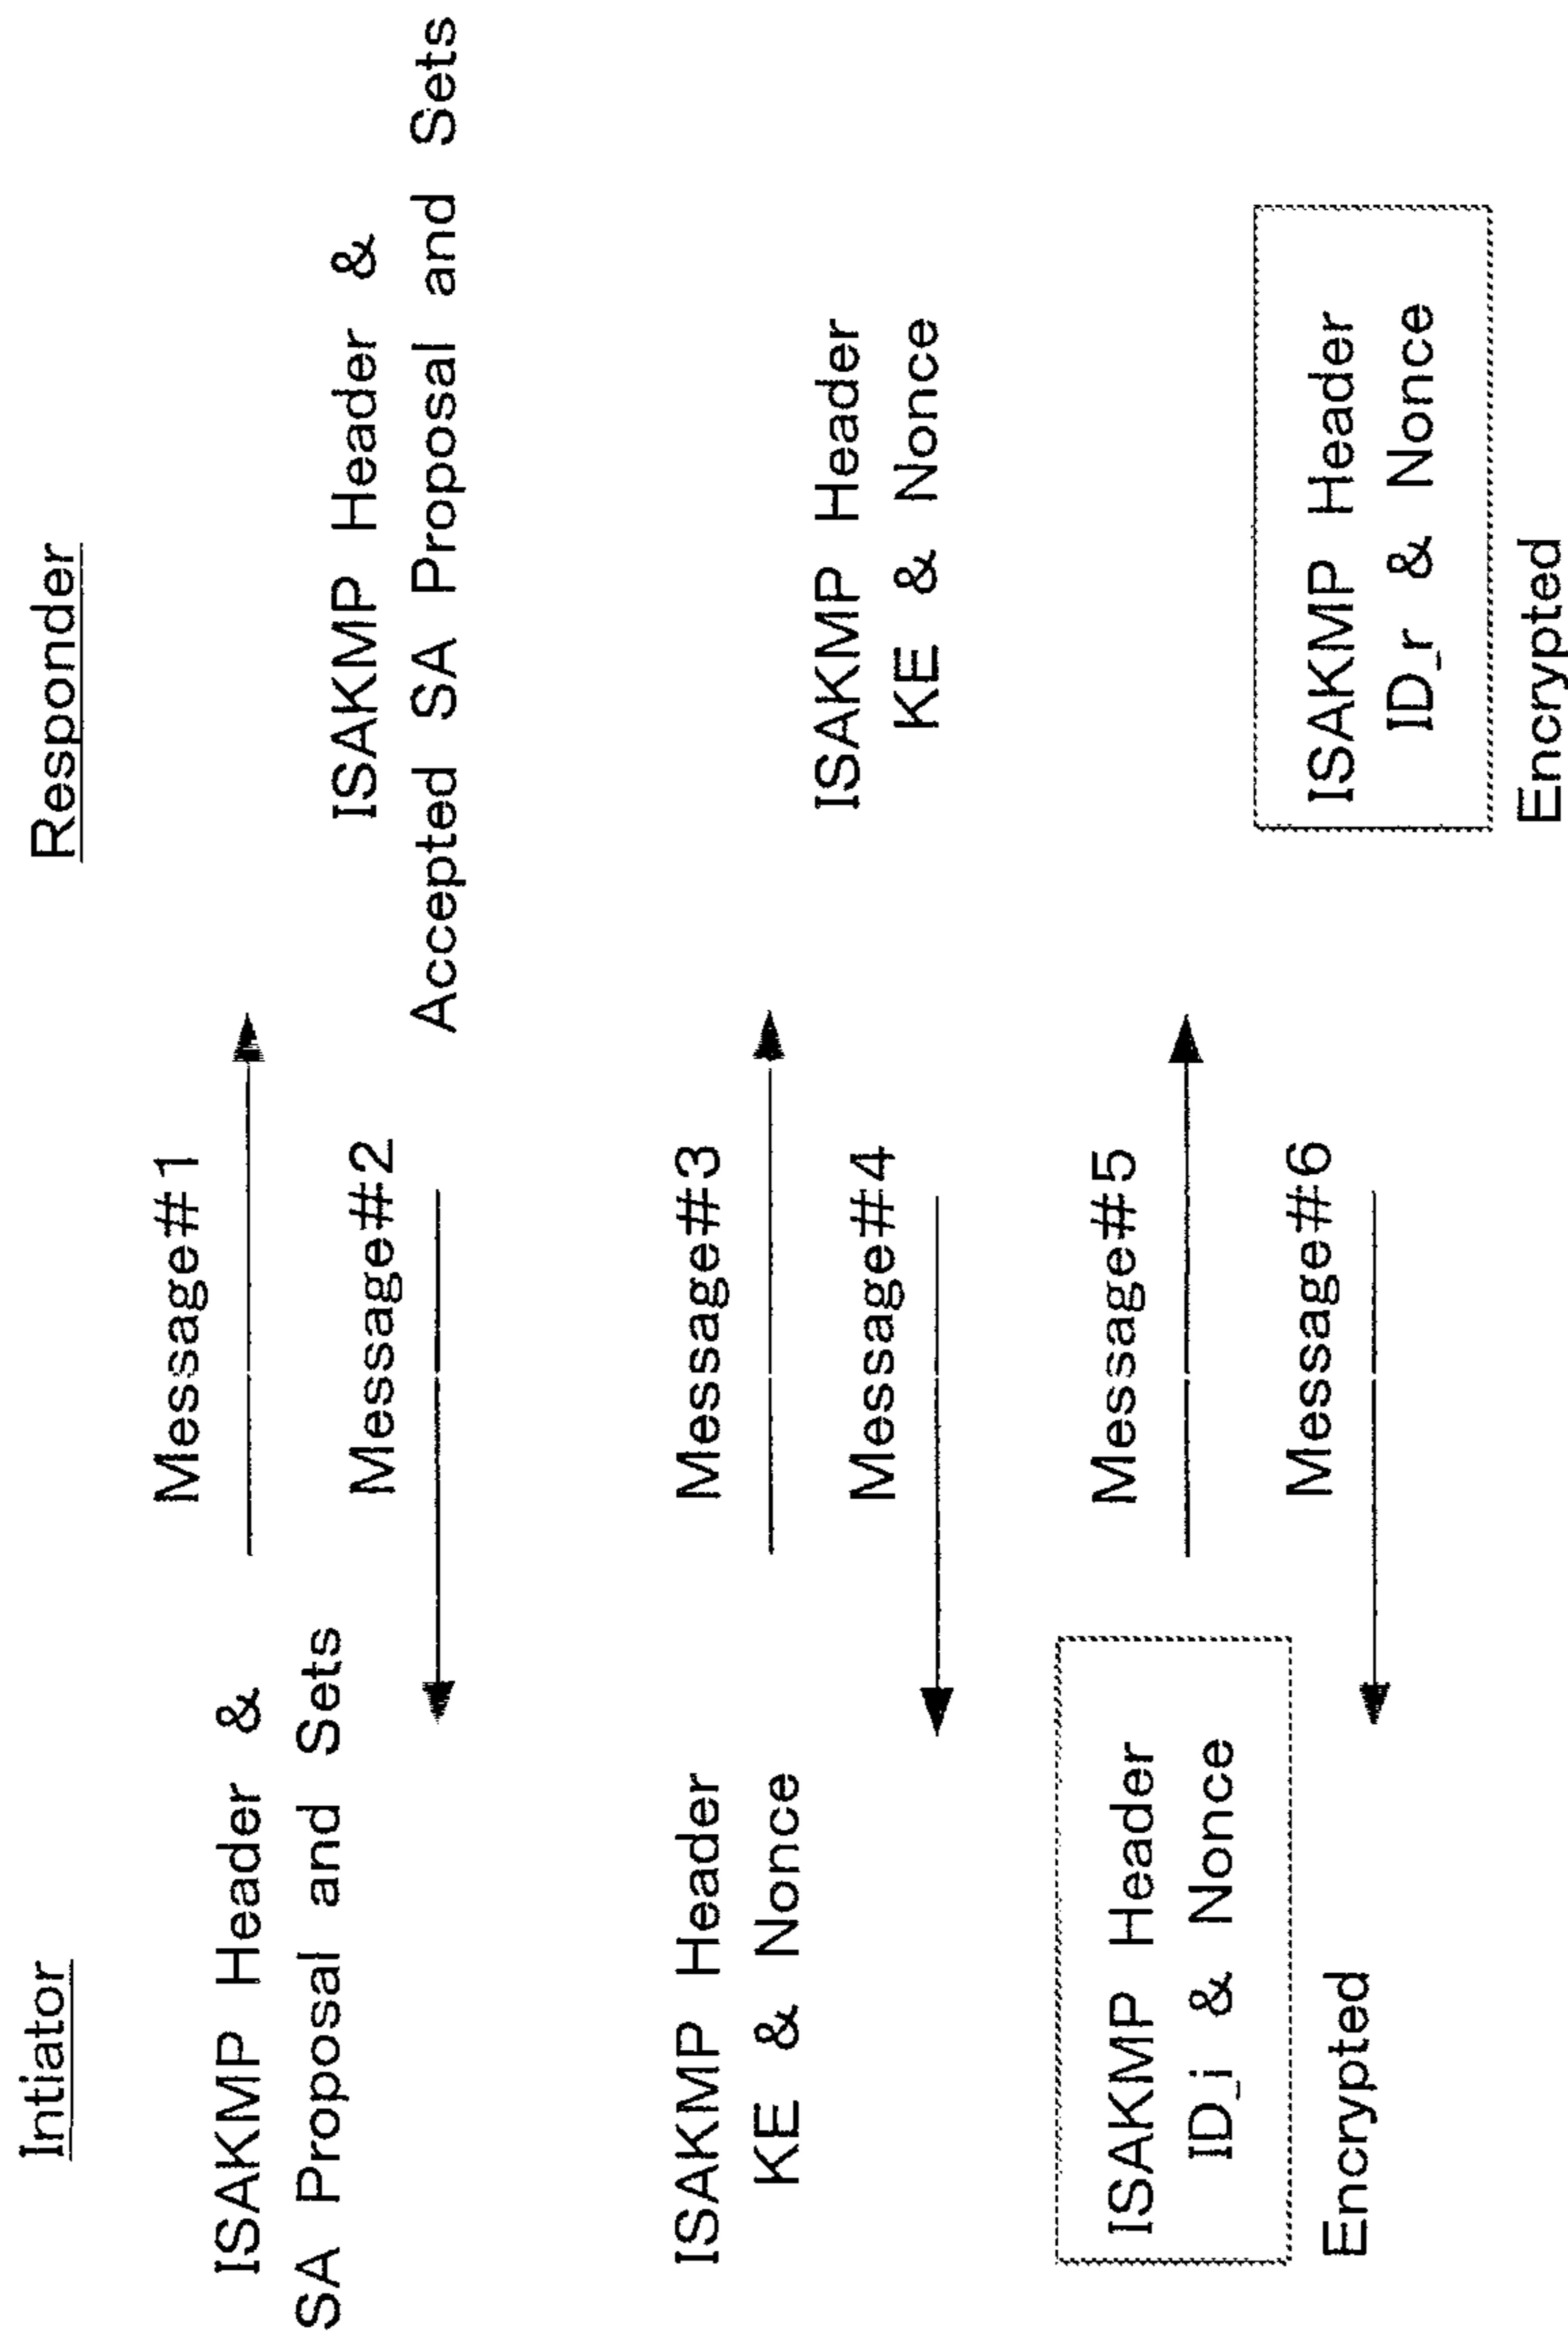 Intiator
Responder
Message#1
ISAKMP Header &
SA Proposal and Sets
Message#2
ISAKMP Header &
Accepted SA Proposal and Sets
Message#3
ISAKMP Header
KE & Nonce
Message#4
ISAKMP Header
KE & Nonce
Message#5
ISAKMP Header
ID_i & Nonce
Encrypted
Message#6
ISAKMP Header
ID_r & Nonce
Encrypted